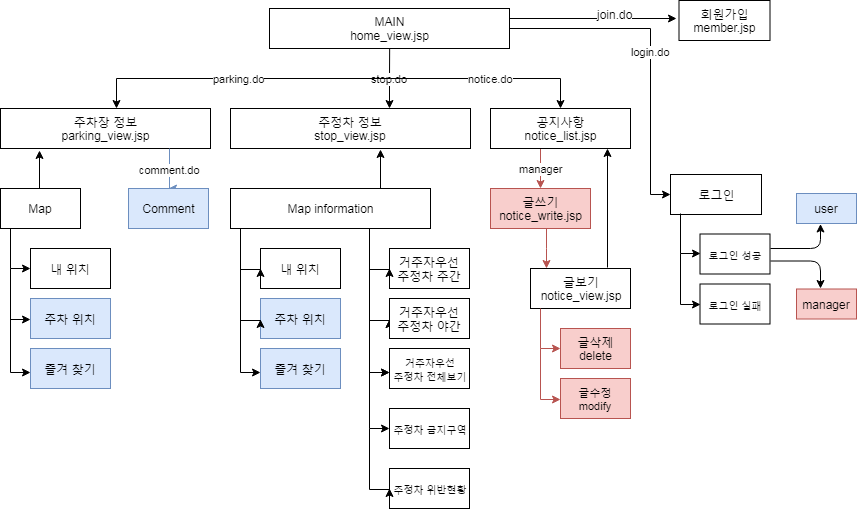 MAIN
home_view.jsp
join.do
회원가입
member.jsp
login.do
parking.do
stop.do
notice.do
주차장 정보
parking_view.jsp
주정차 정보
stop_view.jsp
공지사항
notice_list.jsp
comment.do
manager
Map
Comment
Map information
글쓰기
notice_write.jsp
로그인
user
내 위치
내 위치
거주자우선
주정차 주간
글보기
notice_view.jsp
로그인 성공
로그인 실패
manager
주차 위치
주차 위치
거주자우선
주정차 야간
글삭제
delete
즐겨 찾기
즐겨 찾기
거주자우선
주정차 전체보기
글수정
modify
주정차 금지구역
주정차 위반현황